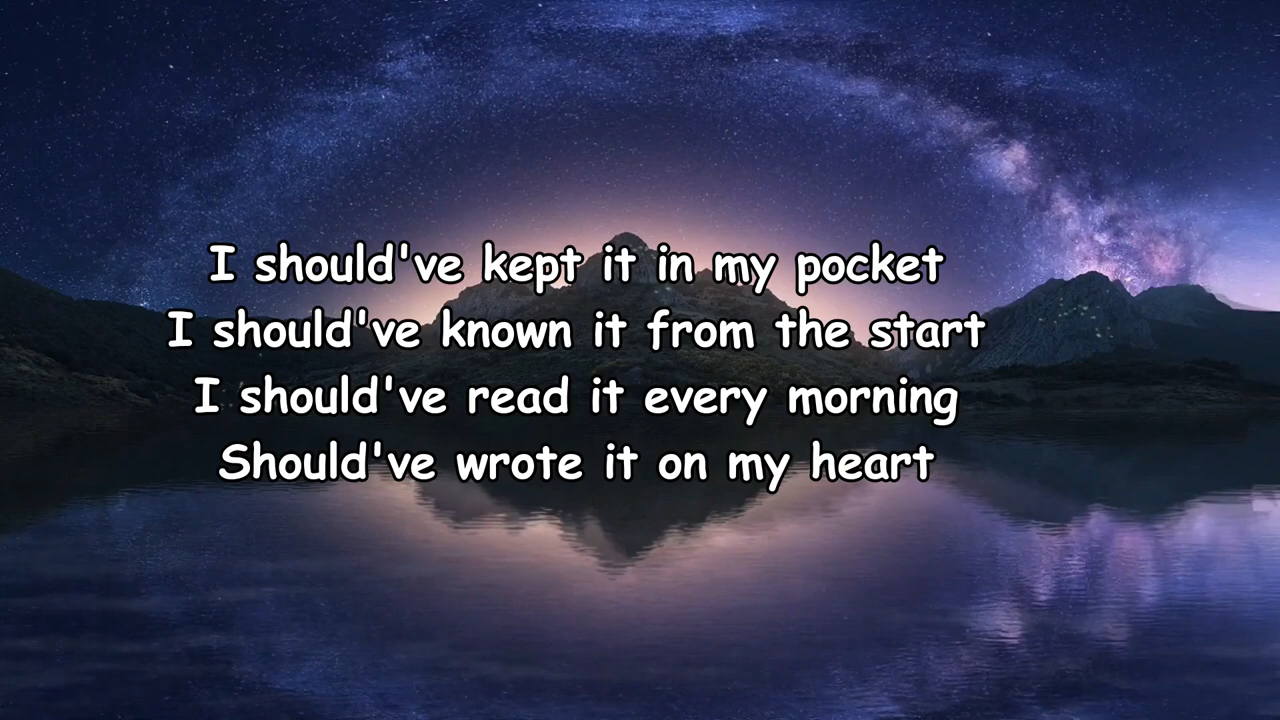 I should've kept it in my pocket
I should've known it from the start
I should've read it every morning
Should've wrote it on my heart